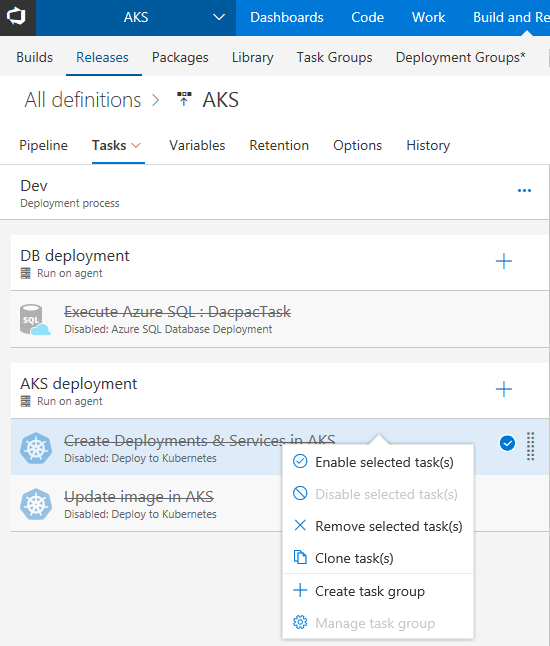 AKS
Dashboards Code Work Build and Re
Builds Releases Packages Library Task Groups Deployment Groups*
All definitions > AKS
Pipeline Tasks Variables Retention Options History
Dev
Deployment process
DB deployment
Run on agent
SQL
Execute Azure SQL : DacpacTask
Disabled: Azure SQL Database Deployment
AKS deployment
Run on agent
Create Deployments & Services in AKS
Disabled: Deploy to Kubernetes
Update image in AKS
Disabled: Deploy to Kubernetes
Enable selected task(s)
Disable selected task(s)
Remove selected task(s)
Clone task(s)
Create task group
Manage task group